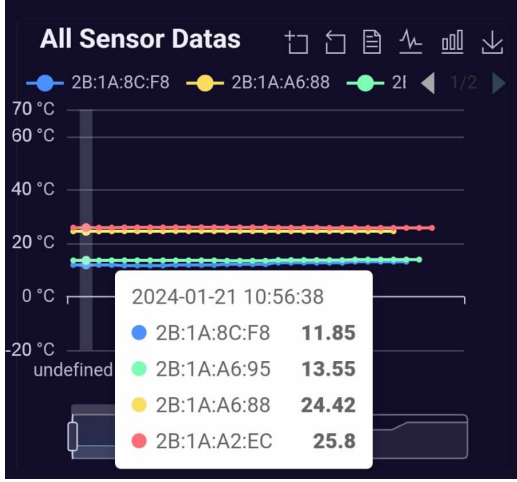 All Sensor Datas
2B:1A:8C:F8 2B:1A:A6:88 1/2
70 °C
60 °C
40 °C
20 °C
0 °C
-20 °C
undefined
2024-01-21 10:56:38
2B:1A:8C:F8 11.85
2B:1A:A6:95 13.55
2B:1A:A6:88 24.42
2B:1A:A2:EC 25.8